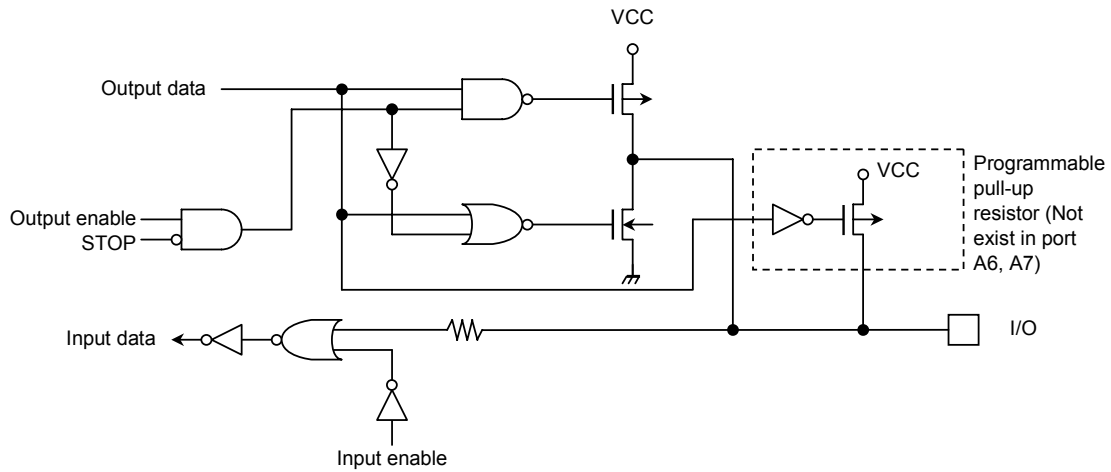 VCC
Output data
VCC
Programmable
pull-up
resistor (Not
exist in port
A6, A7)
Output enable
STOP
Input data
I/O
Input enable